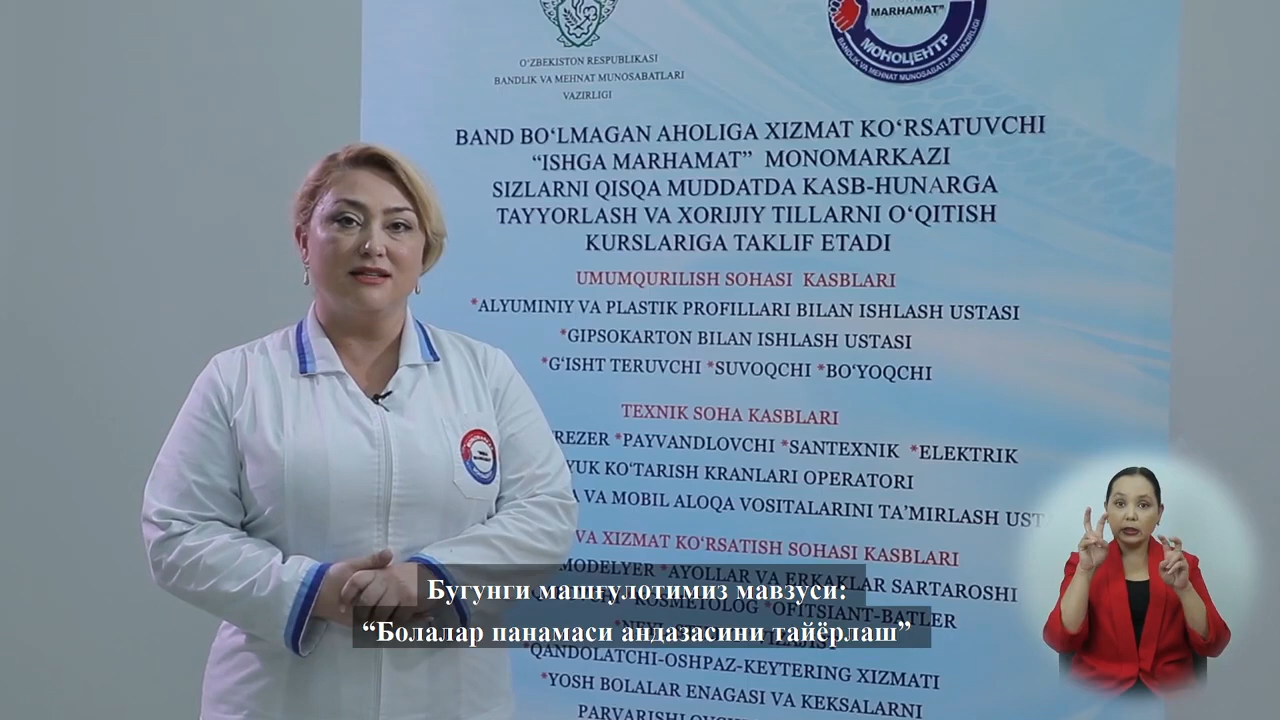 MARHAMAT”
МОНОЦЕНТР
BANDLIK VA MEHNAT MUNOSABATLARI VAZIRLIGI
O‘ZBEKISTON RESPUBLIKASI
BANDLIK VA MEHNAT MUNOSABATLARI
VAZIRLIGI
BAND BO‘LMAGAN AHOLIGA XIZMAT KO‘RSATUVCHI
“ISHGA MARHAMAT” MONOMARKAZI
SIZLARNI QISQA MUDDATDA KASB-HUNARGA
TAYYORLASH VA XORIJIY TILLARNI O‘QITISH
KURSLARIGA TAKLIF ETADI
UMUMQURILISH SOHASI KASBLARI
*ALYUMINIY VA PLASTIK PROFILLARI BILAN ISHLASH USTASI
*GIPSOKARTON BILAN ISHLASH USTASI
*G‘ISHT TERUVCHI *SUVOQCHI *BO‘YOQCHI
TEXNIK SOHA KASBLARI
REZER *PAYVANDLOVCHI *SANTEXNIK *ELEKTRIK
YUK KO‘TARISH KRANLARI OPERATORI
A VA MOBIL ALOQA VOSITALARINI TA’MIRLASH UST
VA XIZMAT KO‘RSATISH SOHASI KASBLARI
MODELYER *AYOLLAR VA ERKAKLAR SARTAROSHI
*KOSMETOLOG *OFITSIANT-BATLER
*QANDOLATCHI-OSHPAZ-KEYTERING XIZMATI
*YOSH BOLALAR ENAGASI VA KEKSALARNI
Бугунги машғулотимиз мавзуси:
“Болалар панамаси андазасини тайёрлаш”